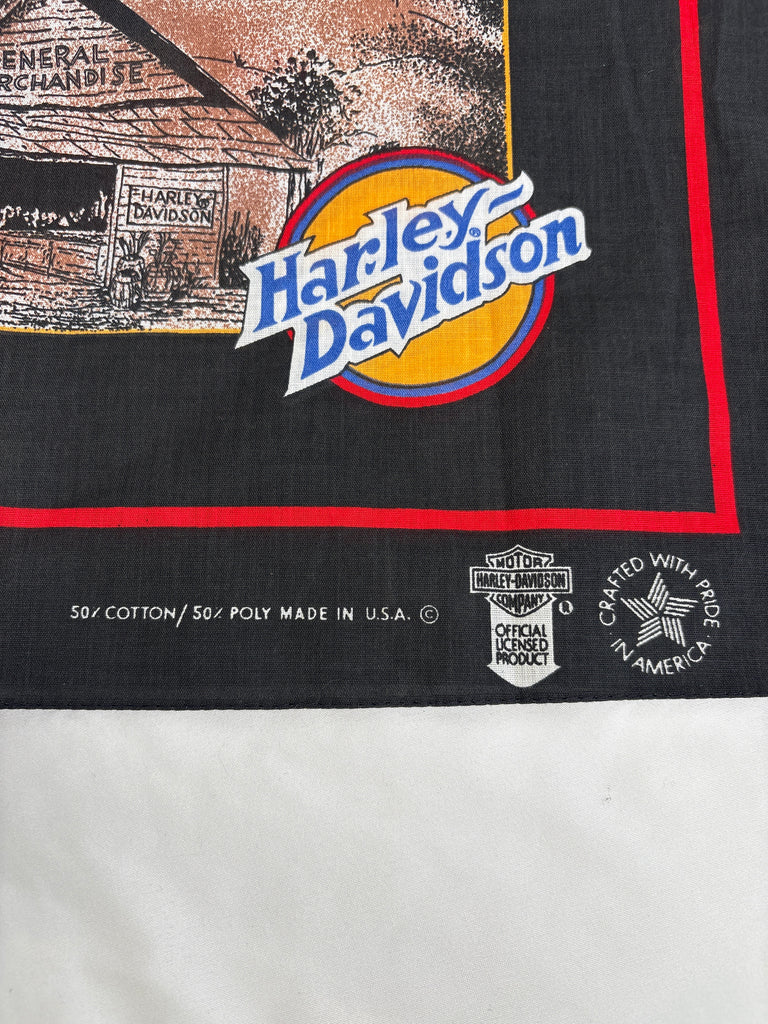 ENERAL
RCHANDISE
HARLEY
DAVIDSON
Harley-
Davidson®
50% COTTON/50% POLY MADE IN U.S.A. ©
MOTOR
HARLEY-DAVIDSON
COMPANY
OFFICIAL
LICENSED
PRODUCT
CRAFTED WITH PRIDE
· IN AMERICA ·